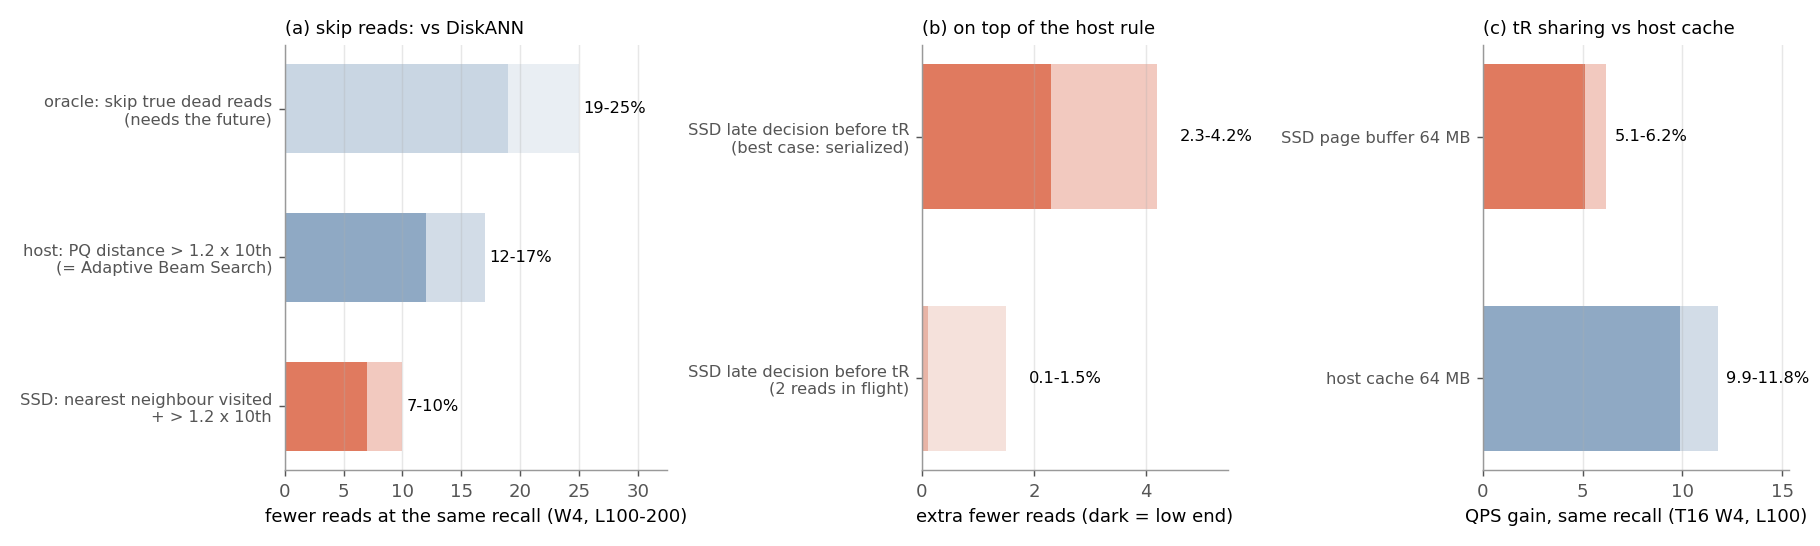 (a) skip reads: vs DiskANN
oracle: skip true dead reads
(needs the future)
19-25%
host: PQ distance > 1.2 x 10th
(= Adaptive Beam Search)
12-17%
SSD: nearest neighbour visited
+ > 1.2 x 10th
7-10%
0 5 10 15 20 25 30
fewer reads at the same recall (W4, L100-200)
(b) on top of the host rule
SSD late decision before tR
(best case: serialized)
2.3-4.2%
SSD late decision before tR
(2 reads in flight)
0.1-1.5%
0 2 4
extra fewer reads (dark = low end)
(c) tR sharing vs host cache
SSD page buffer 64 MB
5.1-6.2%
host cache 64 MB
9.9-11.8%
0 5 10 15
QPS gain, same recall (T16 W4, L100)